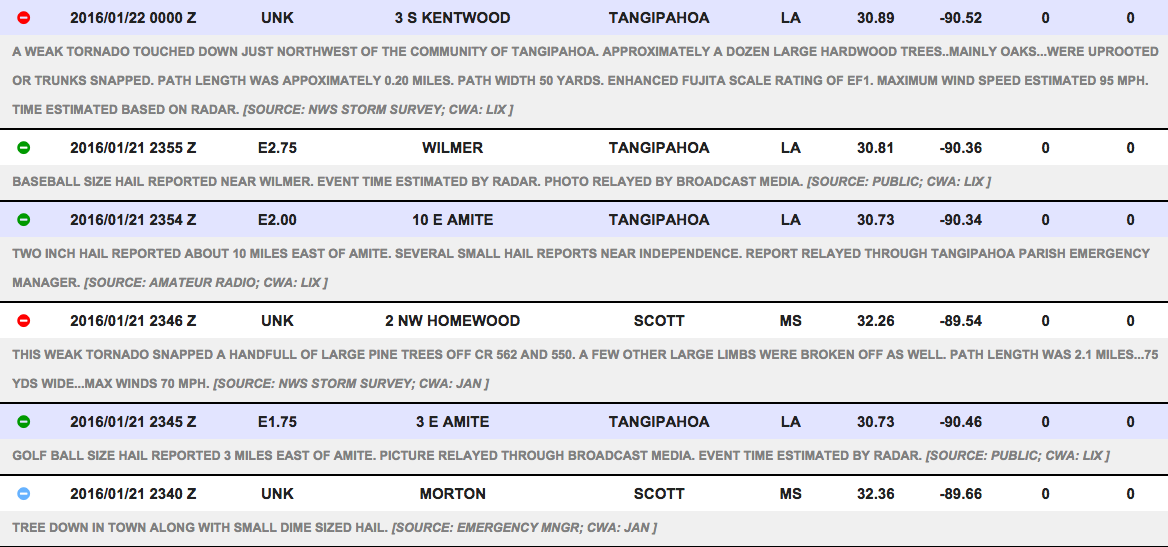 2016/01/22 0000 Z UNK 3 S KENTWOOD TANGIPAHOA LA 30.89 -90.52 0 0
A WEAK TORNADO TOUCHED DOWN JUST NORTHWEST OF THE COMMUNITY OF TANGIPAHOA. APPROXIMATELY A DOZEN LARGE HARDWOOD TREES..MAINLY OAKS...WERE UPROOTED
OR TRUNKS SNAPPED. PATH LENGTH WAS APPOXIMATELY 0.20 MILES. PATH WIDTH 50 YARDS. ENHANCED FUJITA SCALE RATING OF EF1. MAXIMUM WIND SPEED ESTIMATED 95 MPH.
TIME ESTIMATED BASED ON RADAR. [SOURCE: NWS STORM SURVEY; CWA: LIX ]
2016/01/21 2355 Z E2.75 WILMER TANGIPAHOA LA 30.81 -90.36 0 0
BASEBALL SIZE HAIL REPORTED NEAR WILMER. EVENT TIME ESTIMATED BY RADAR. PHOTO RELAYED BY BROADCAST MEDIA. [SOURCE: PUBLIC; CWA: LIX ]
2016/01/21 2354 Z E2.00 10 E AMITE TANGIPAHOA LA 30.73 -90.34 0 0
TWO INCH HAIL REPORTED ABOUT 10 MILES EAST OF AMITE. SEVERAL SMALL HAIL REPORTS NEAR INDEPENDENCE. REPORT RELAYED THROUGH TANGIPAHOA PARISH EMERGENCY
MANAGER. [SOURCE: AMATEUR RADIO; CWA: LIX ]
2016/01/21 2346 Z UNK 2 NW HOMEWOOD SCOTT MS 32.26 -89.54 0 0
THIS WEAK TORNADO SNAPPED A HANDFULL OF LARGE PINE TREES OFF CR 562 AND 550. A FEW OTHER LARGE LIMBS WERE BROKEN OFF AS WELL. PATH LENGTH WAS 2.1 MILES...75
YDS WIDE...MAX WINDS 70 MPH. [SOURCE: NWS STORM SURVEY; CWA: JAN ]
2016/01/21 2345 Z E1.75 3 E AMITE TANGIPAHOA LA 30.73 -90.46 0 0
GOLF BALL SIZE HAIL REPORTED 3 MILES EAST OF AMITE. PICTURE RELAYED THROUGH BROADCAST MEDIA. EVENT TIME ESTIMATED BY RADAR. [SOURCE: PUBLIC; CWA: LIX ]
2016/01/21 2340 Z UNK MORTON SCOTT MS 32.36 -89.66 0 0
TREE DOWN IN TOWN ALONG WITH SMALL DIME SIZED HAIL. [SOURCE: EMERGENCY MNGR; CWA: JAN ]